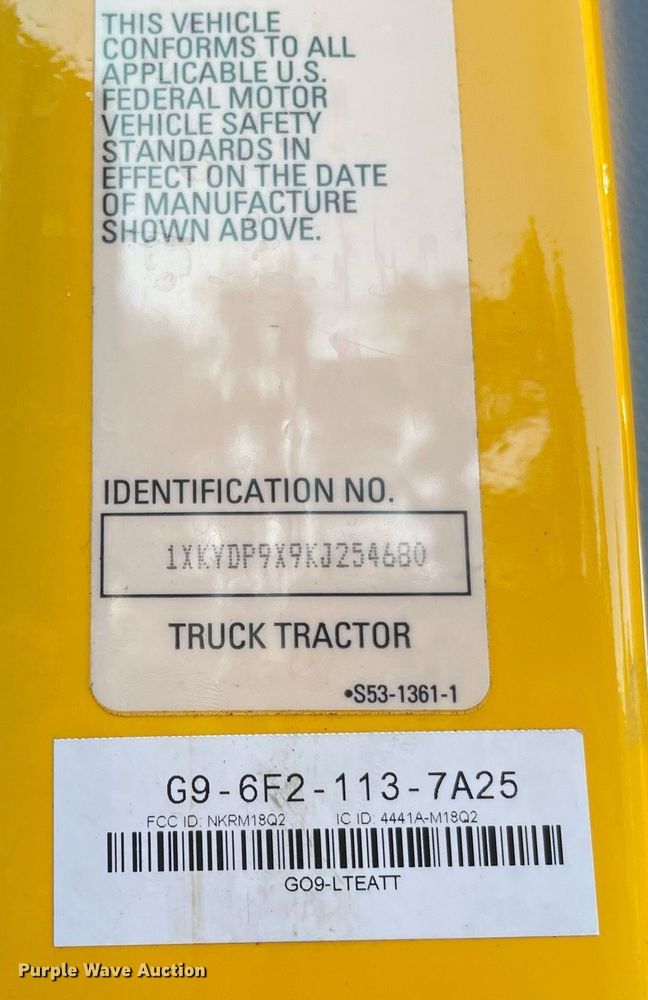 THIS VEHICLE
CONFORMS TO ALL
APPLICABLE U.S.
FEDERAL MOTOR
VEHICLE SAFETY
STANDARDS IN
EFFECT ON THE DATE
OF MANUFACTURE
SHOWN ABOVE.
IDENTIFICATION NO.
1XKYDP9X9KJ254680
TRUCK TRACTOR
•S53-1361-1
G9-6F2-113-7A25
FCC ID: NKRM18Q2 IC ID: 4441A-M18Q2
GO9-LTEATT
Purple Wave Auction